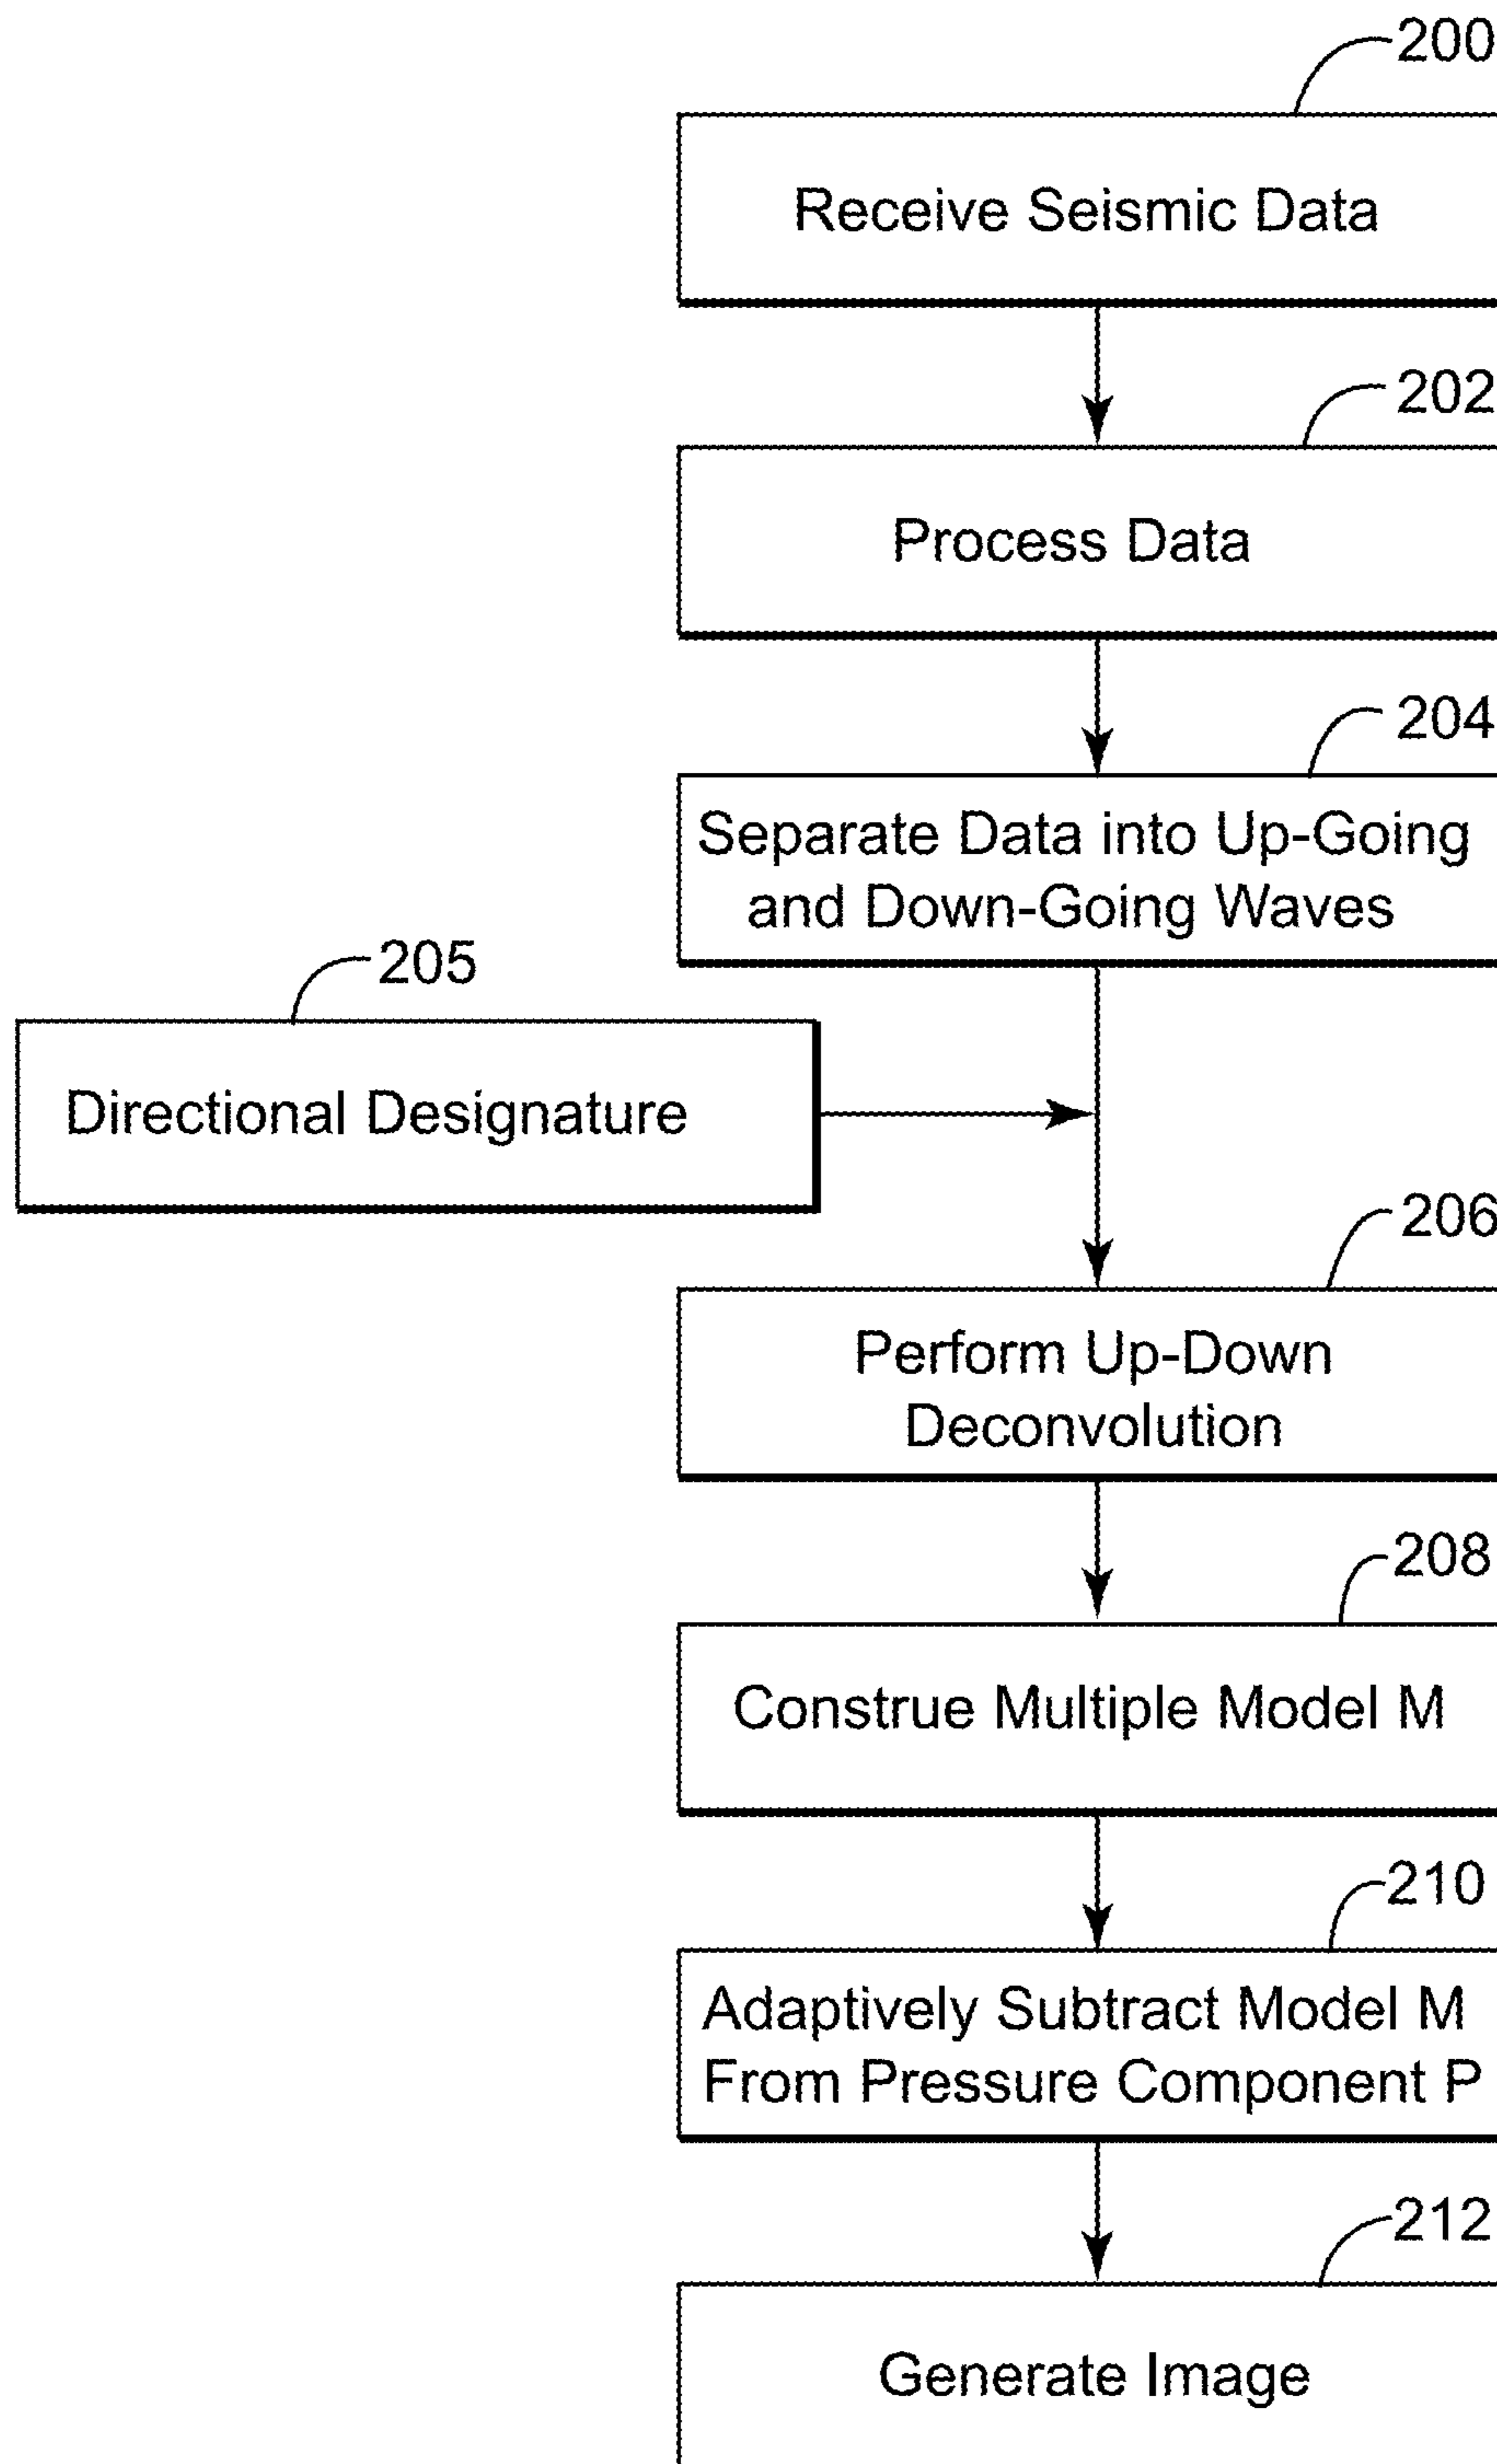 200
Receive Seismic Data
202
Process Data
204
Separate Data into Up-Going
and Down-Going Waves
205
Directional Designature
206
Perform Up-Down
Deconvolution
208
Construe Multiple Model M
210
Adaptively Subtract Model M
From Pressure Component P
212
Generate Image